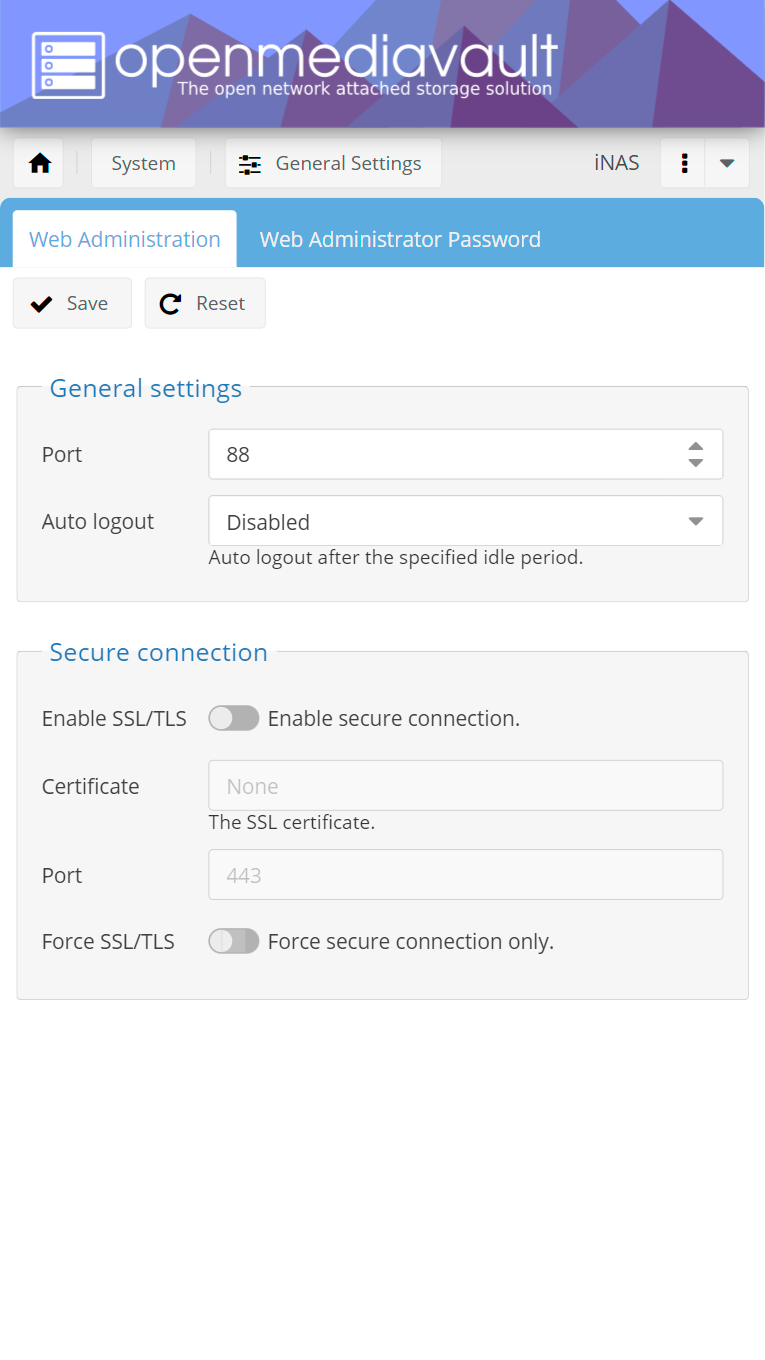 openmediavault
The open network attached storage solution
System General Settings iNAS
Web Administration Web Administrator Password
Save Reset
General settings
Port 88
Auto logout Disabled
Auto logout after the specified idle period.
Secure connection
Enable SSL/TLS Enable secure connection.
Certificate None
The SSL certificate.
Port 443
Force SSL/TLS Force secure connection only.